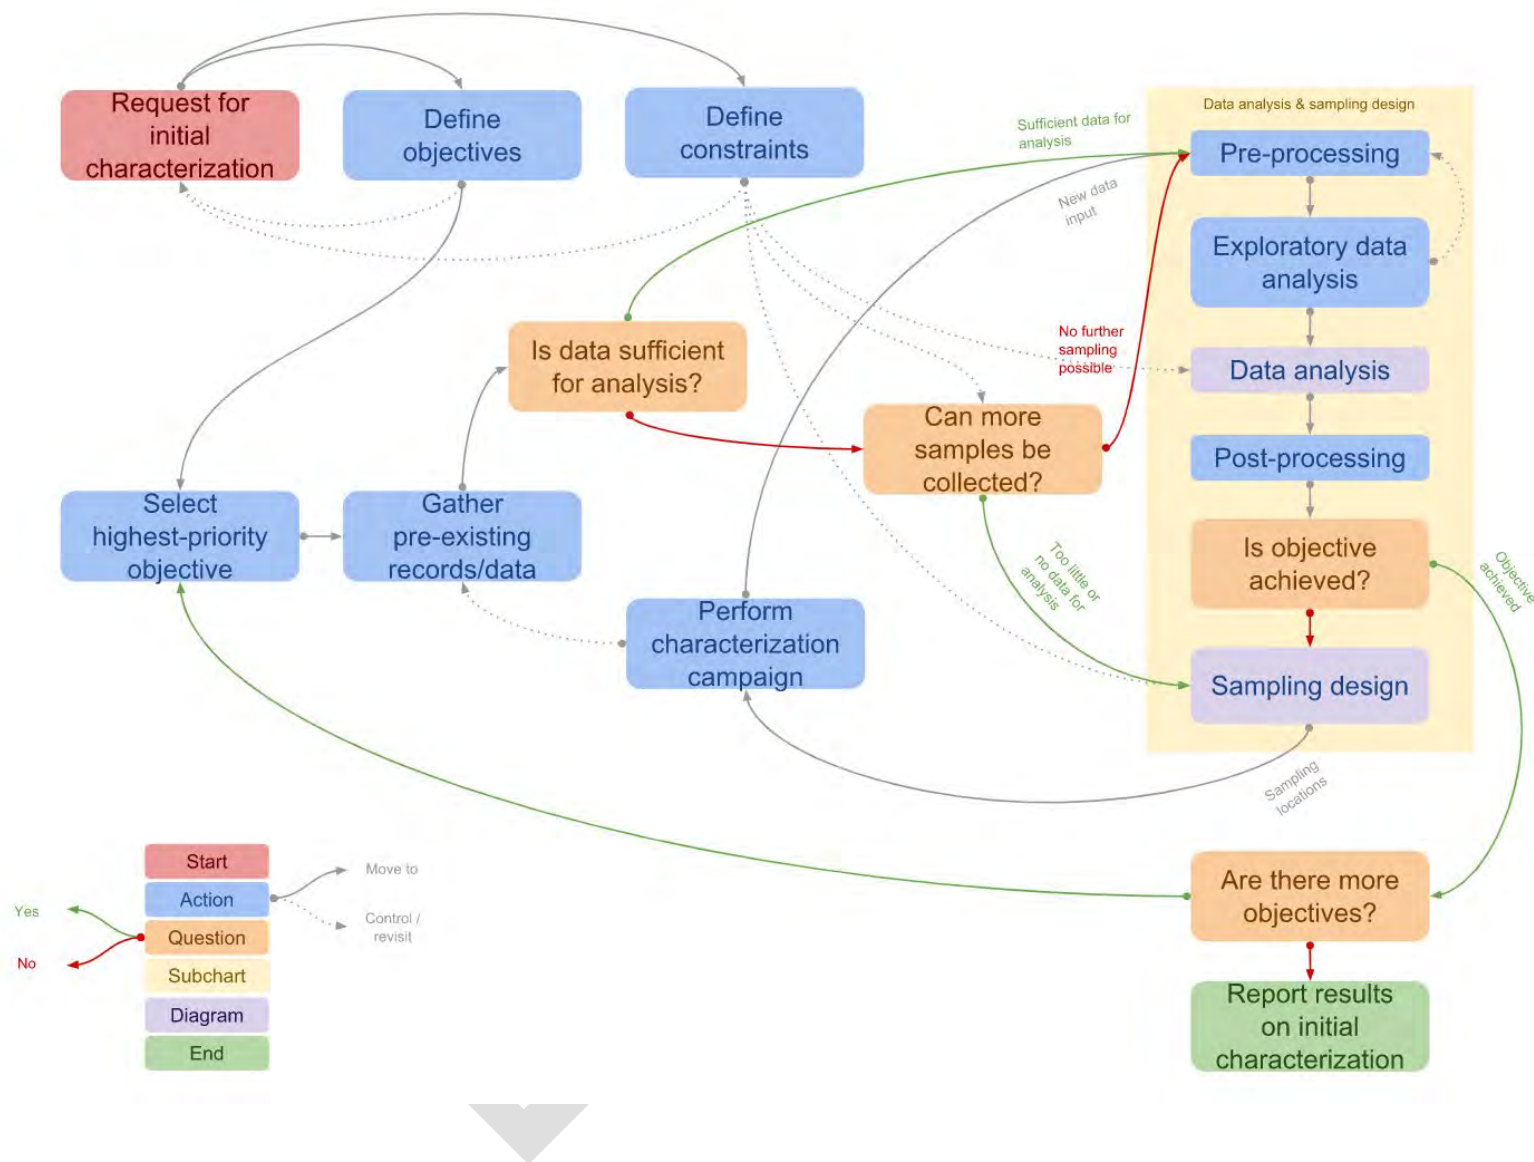 Request for
initial
characterization
Define
objectives
Define
constraints
Sufficient data for
analysis
New data
input
Data analysis & sampling design
Pre-processing
Exploratory data
analysis
Data analysis
Post-processing
Is objective
achieved?
Sampling design
Is data sufficient
for analysis?
No further
sampling
possible
Can more
samples be
collected?
Select
highest-priority
objective
Gather
pre-existing
records/data
Perform
characterization
campaign
Too little or
no data for
analysis
Objective
achieved
Sampling
locations
Are there more
objectives?
Report results
on initial
characterization
Start
Action
Question
Subchart
Diagram
End
Yes
No
Move to
Control /
revisit